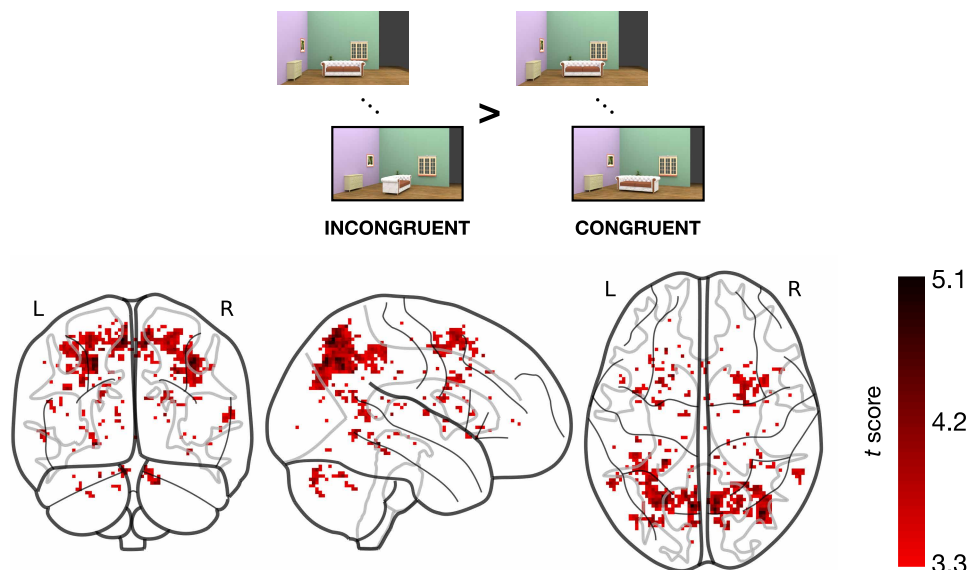 >
INCONGRUENT CONGRUENT
L R L R
5.1
4.2
3.3
t score